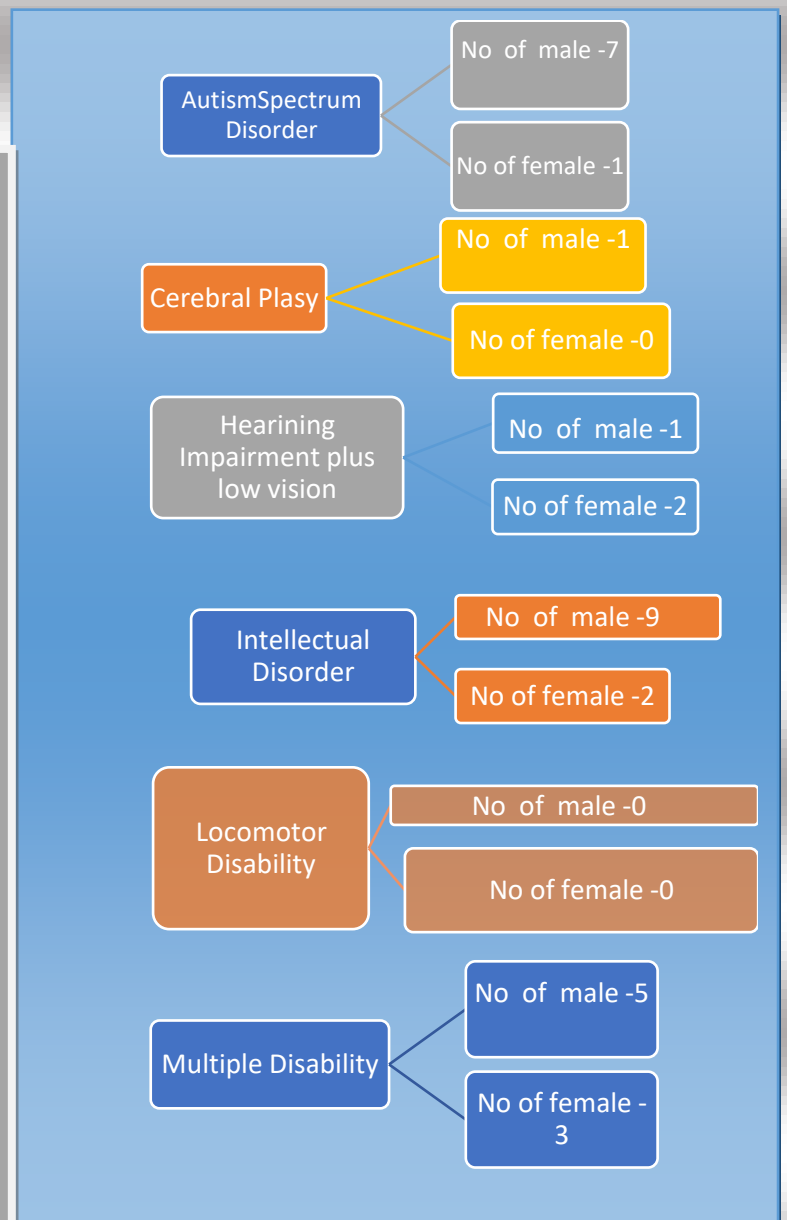 AutismSpectrum
Disorder
No of male -7
No of female -1
Cerebral Plasy
No of male -1
No of female -0
Hearining
Impairment plus
low vision
No of male -1
No of female -2
Intellectual
Disorder
No of male -9
No of female -2
Locomotor
Disability
No of male -0
No of female -0
Multiple Disability
No of male -5
No of female -
3